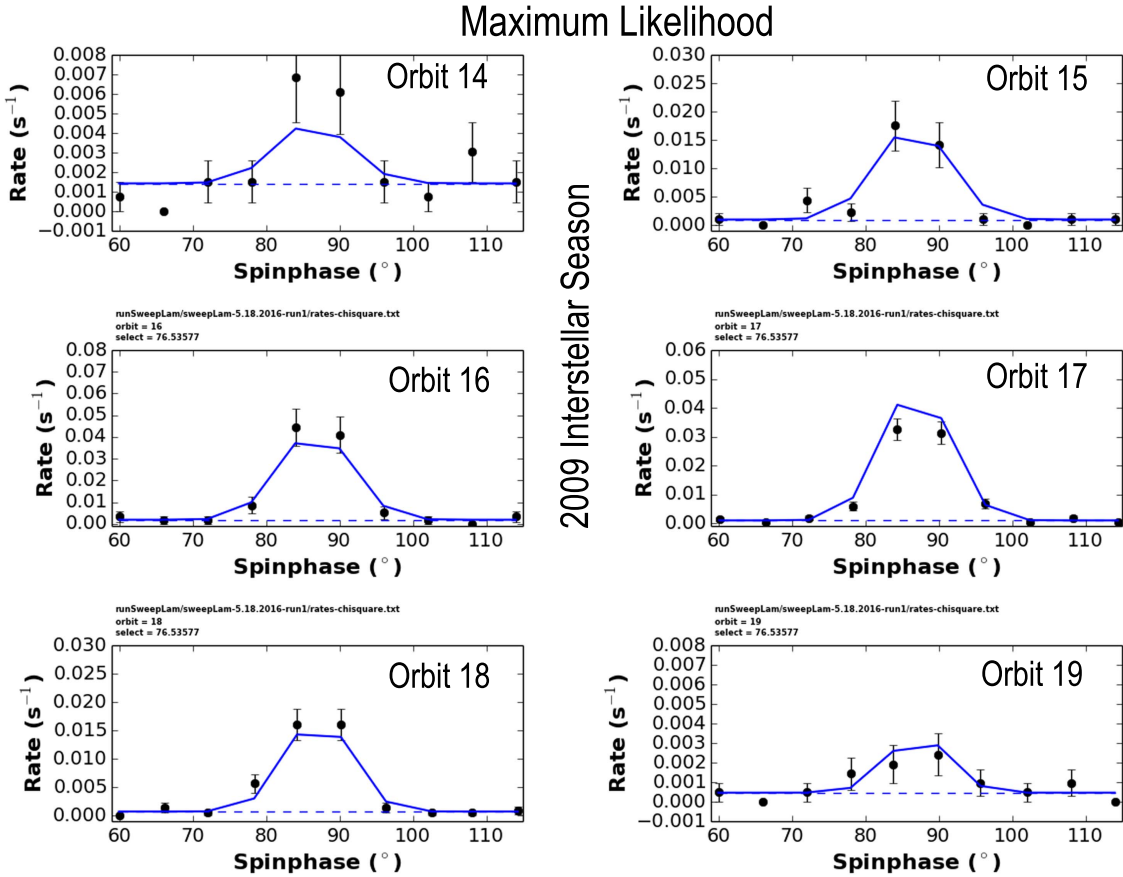 Maximum Likelihood
0.008
0.007
0.006
0.005
0.004
0.003
0.002
0.001
0.000
−0.001
Rate (s⁻¹)
Orbit 14
60 70 80 90 100 110
Spinphase (°)
0.030
0.025
0.020
0.015
0.010
0.005
0.000
Rate (s⁻¹)
Orbit 15
60 70 80 90 100 110
Spinphase (°)
2009 Interstellar Season
runSweepLam/sweepLam-5.18.2016-run1/rates-chisquare.txt
orbit = 16
select = 76.53577
0.08
0.07
0.06
0.05
0.04
0.03
0.02
0.01
0.00
Rate (s⁻¹)
Orbit 16
60 70 80 90 100 110
Spinphase (°)
runSweepLam/sweepLam-5.18.2016-run1/rates-chisquare.txt
orbit = 17
select = 76.53577
0.06
0.05
0.04
0.03
0.02
0.01
0.00
Rate (s⁻¹)
Orbit 17
60 70 80 90 100 110
Spinphase (°)
runSweepLam/sweepLam-5.18.2016-run1/rates-chisquare.txt
orbit = 18
select = 76.53577
0.030
0.025
0.020
0.015
0.010
0.005
0.000
Rate (s⁻¹)
Orbit 18
60 70 80 90 100 110
Spinphase (°)
runSweepLam/sweepLam-5.18.2016-run1/rates-chisquare.txt
orbit = 19
select = 76.53577
0.008
0.007
0.006
0.005
0.004
0.003
0.002
0.001
0.000
−0.001
Rate (s⁻¹)
Orbit 19
60 70 80 90 100 110
Spinphase (°)